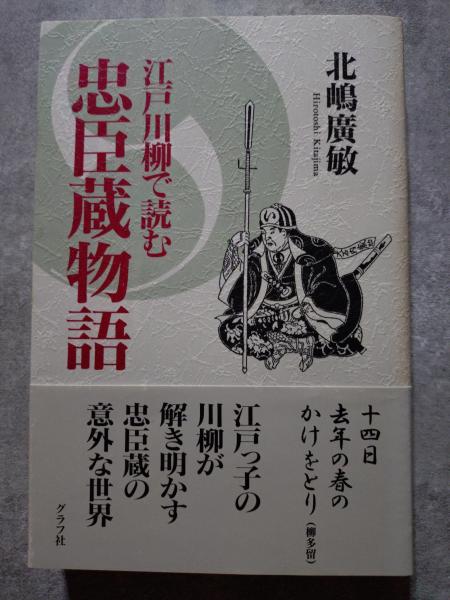 北嶋廣敏
Hirotoshi Kitajima
江戸川柳で読む
忠臣蔵物語
十四日
去年の春の
かけをとり(柳多留)
江戸っ子の
川柳が
解き明かす
忠臣蔵の
意外な世界
グラフ社